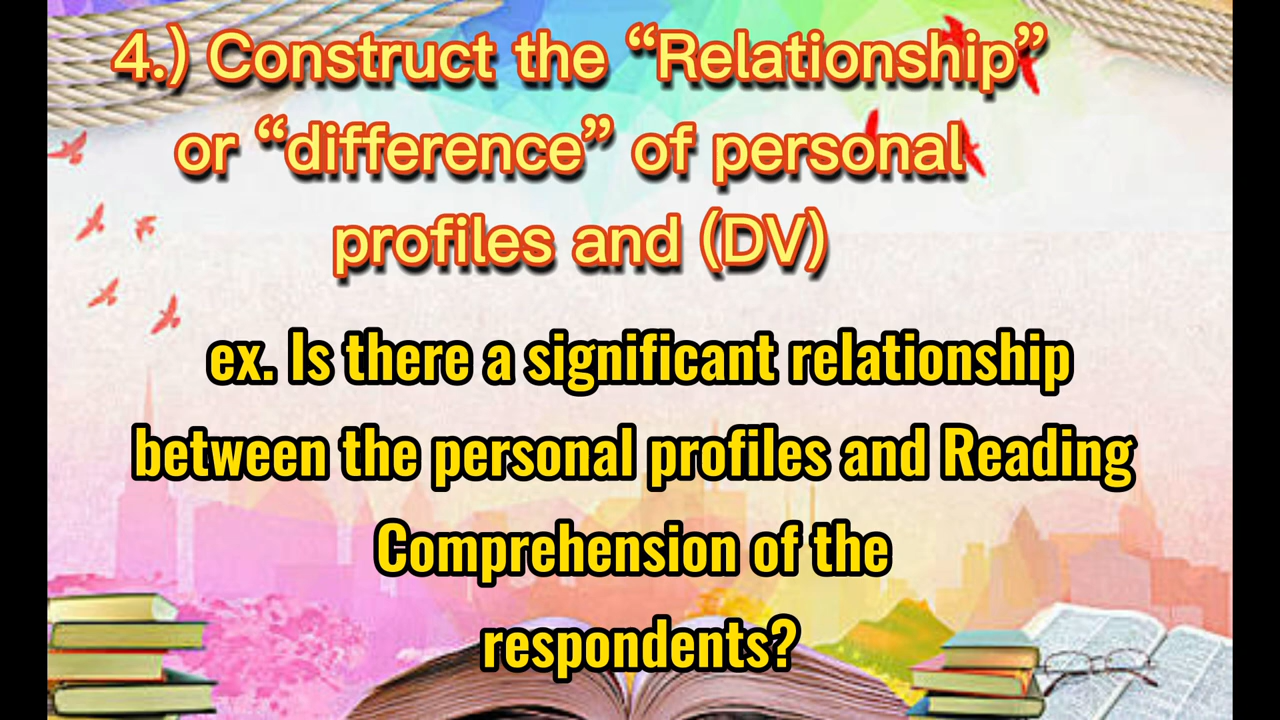 4.) Construct the “Relationship”
or “difference” of personal
profiles and (DV)
ex. Is there a significant relationship
between the personal profiles and Reading
Comprehension of the
respondents?